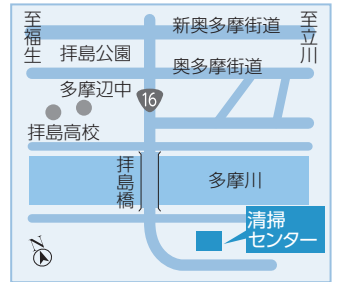 至福生
新奥多摩街道
至立川
拝島公園
奥多摩街道
多摩辺中
16
拝島高校
拝島橋
多摩川
清掃
センター
N